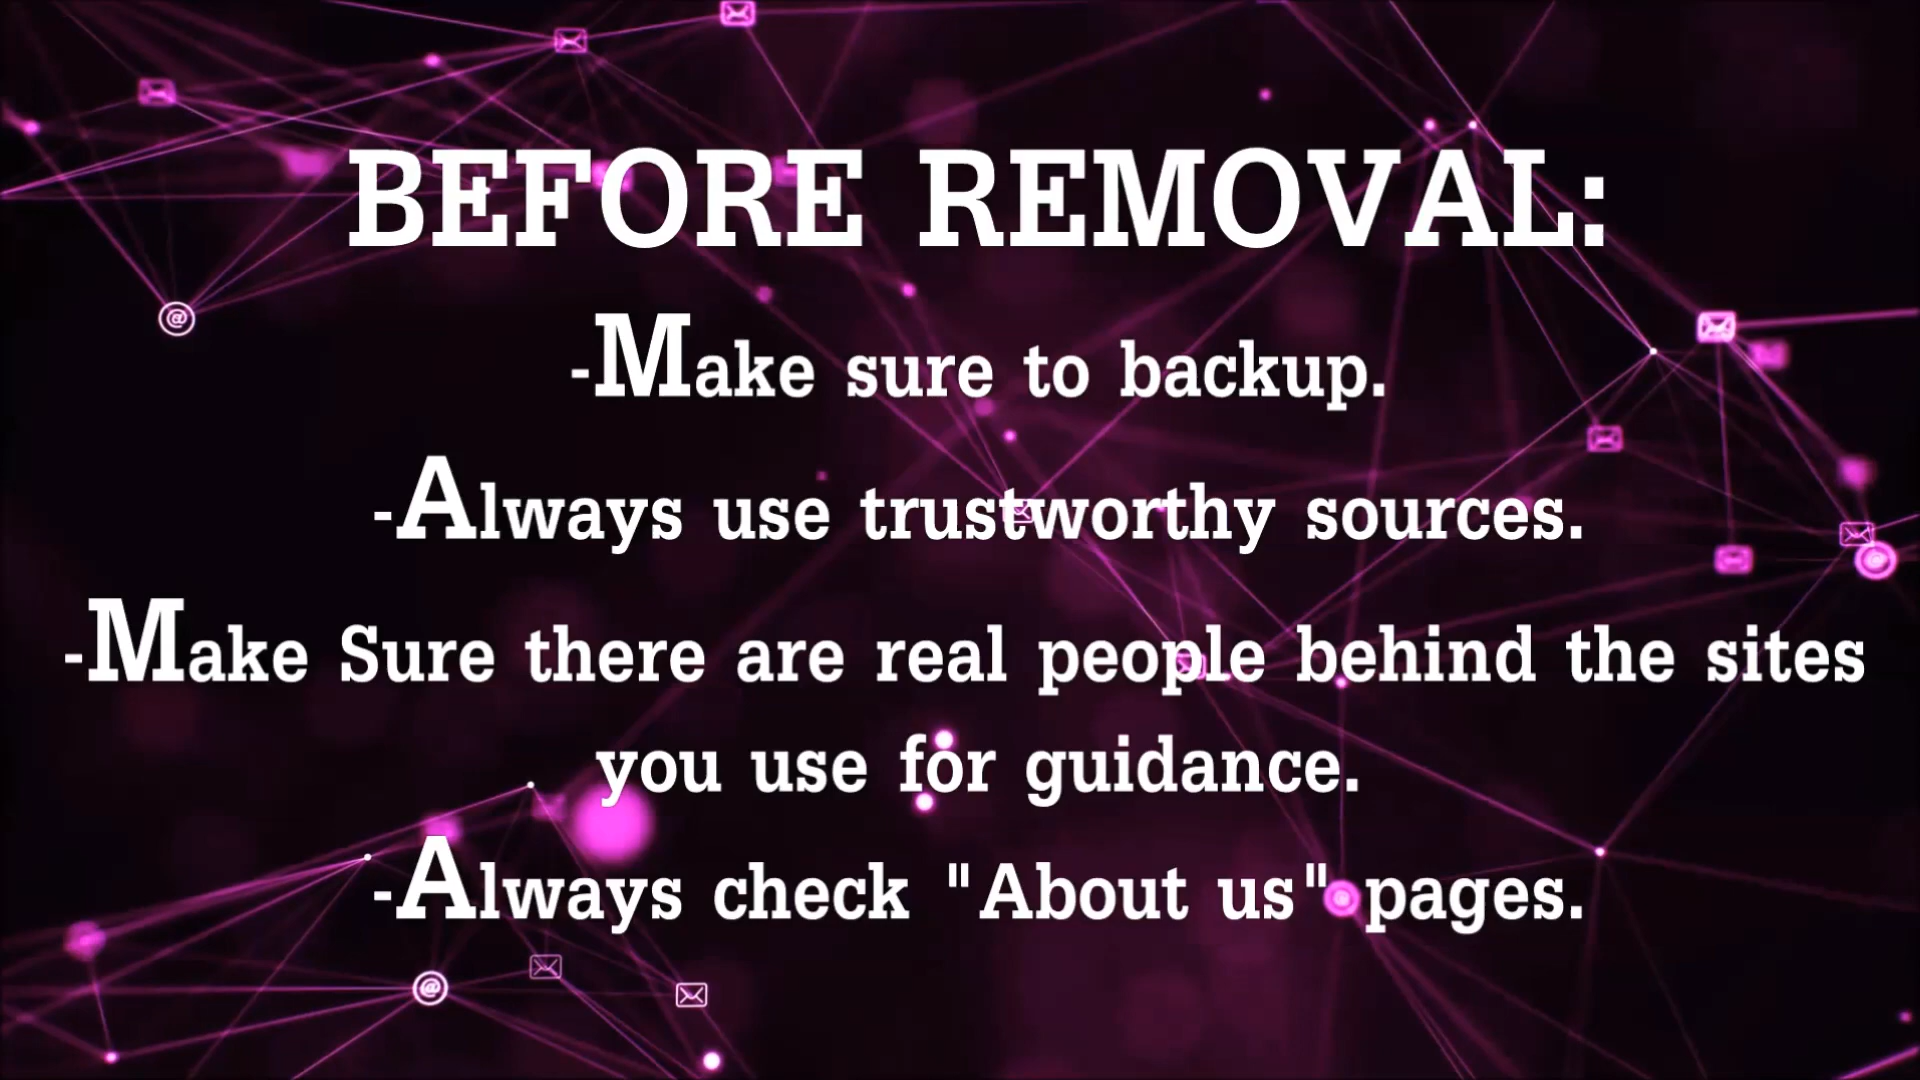 BEFORE REMOVAL:
-Make sure to backup.
-Always use trustworthy sources.
-Make Sure there are real people behind the sites
you use for guidance.
-Always check "About us" pages.